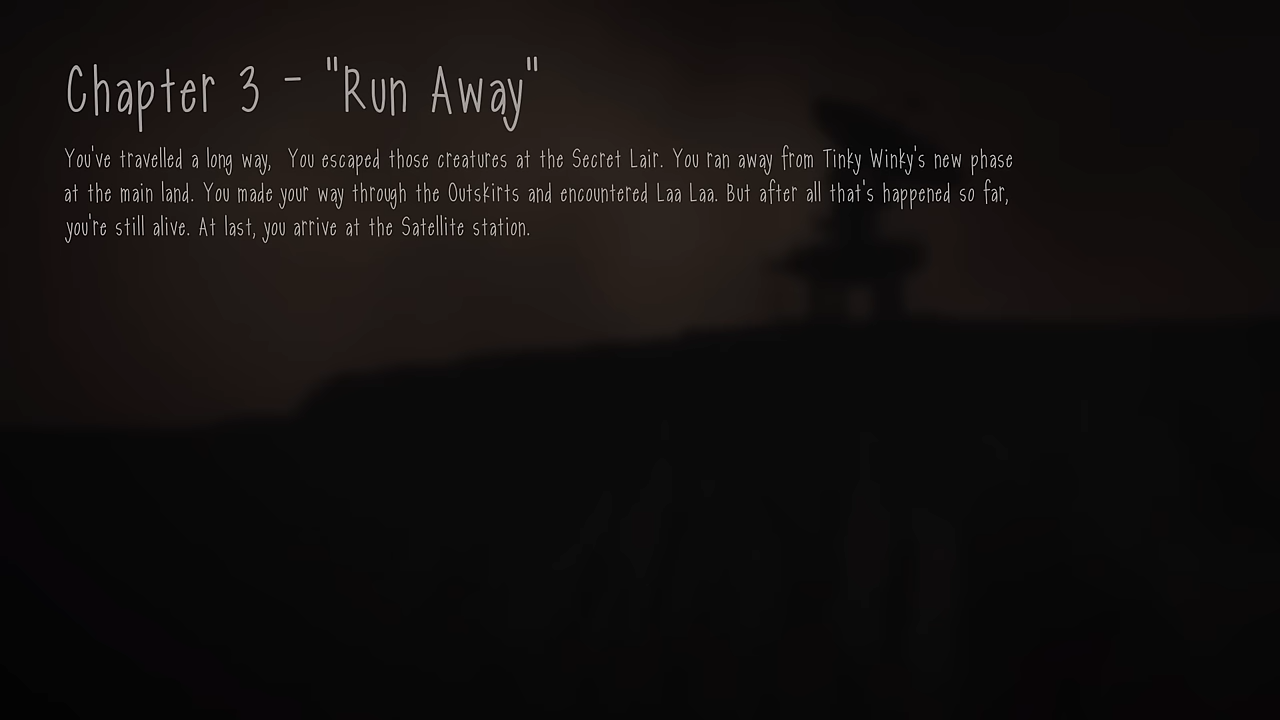 Chapter 3 - "Run Away"
You've travelled a long way,  You escaped those creatures at the Secret Lair. You ran away from Tinky Winky's new phase
at the main land. You made your way through the Outskirts and encountered Laa Laa. But after all that's happened so far,
you're still alive. At last, you arrive at the Satellite station.